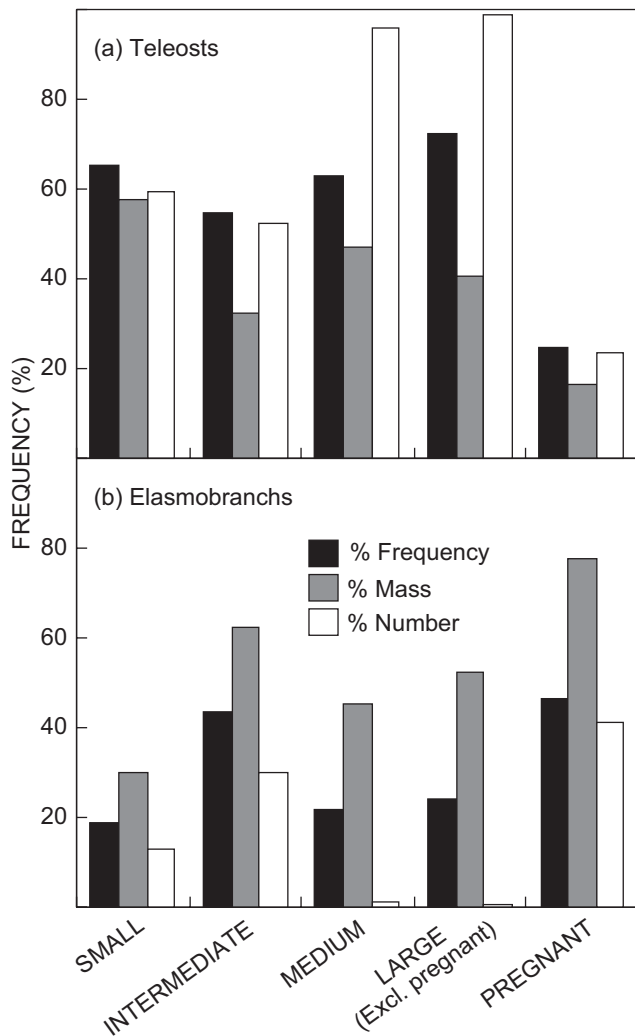 (a) Teleosts
80
60
40
20
FREQUENCY (%)
(b) Elasmobranchs
80
60
40
20
% Frequency
% Mass
% Number
SMALL
INTERMEDIATE
MEDIUM
LARGE
(Excl. pregnant)
PREGNANT